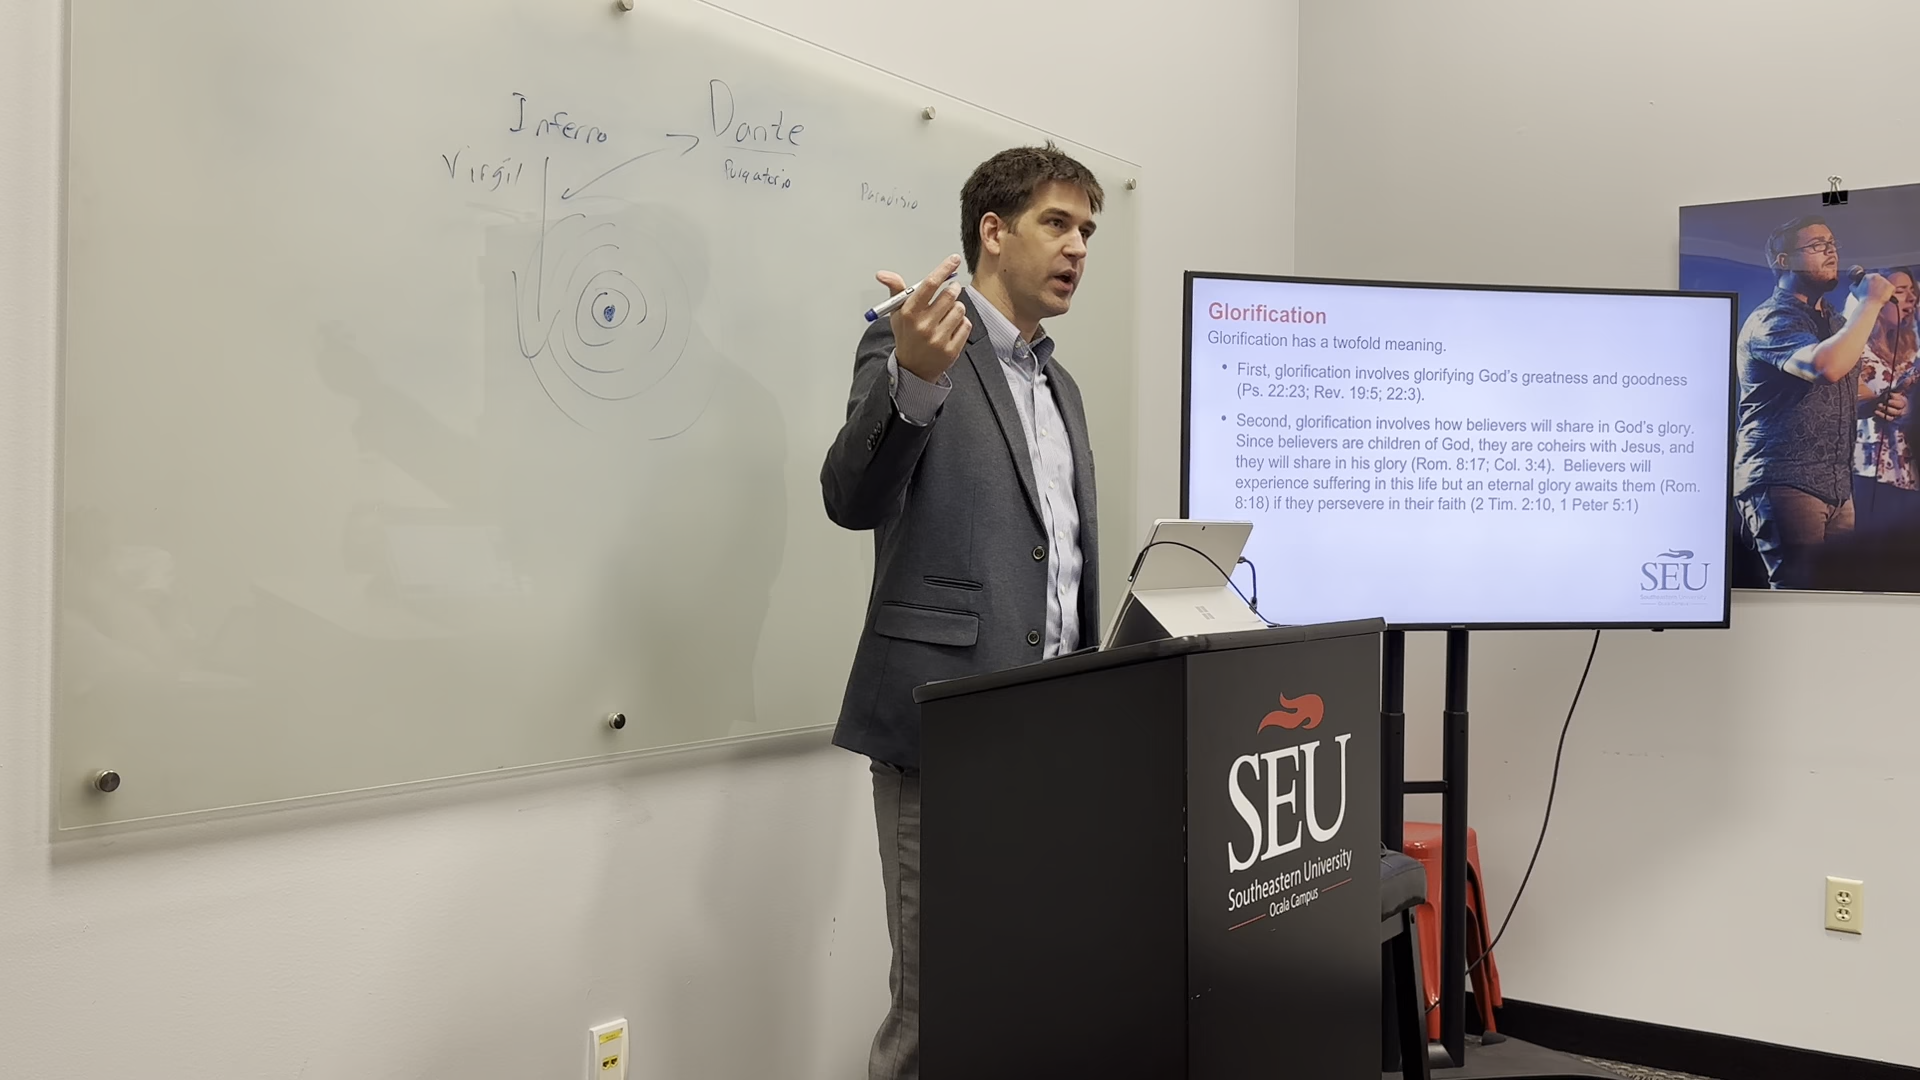 Inferno
Dante
Virgil
Purgatorio
Paradisio
Glorification
Glorification has a twofold meaning.
• First, glorification involves glorifying God's greatness and goodness
(Ps. 22:23; Rev. 19:5; 22:3).
• Second, glorification involves how believers will share in God's glory.
Since believers are children of God, they are coheirs with Jesus, and
they will share in his glory (Rom. 8:17; Col. 3:4). Believers will
experience suffering in this life but an eternal glory awaits them (Rom.
8:18) if they persevere in their faith (2 Tim. 2:10, 1 Peter 5:1)
SEU
Southeastern University
SEU
Southeastern University
Ocala Campus